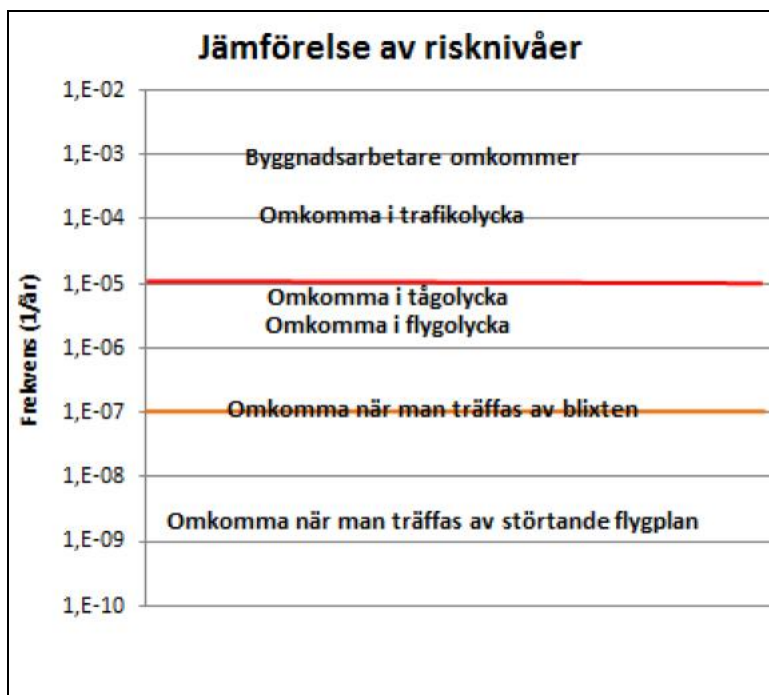 Jämförelse av risknivåer
Frekvens (1/år)
1,E-02
1,E-03
Byggnadsarbetare omkommer
1,E-04
Omkomma i trafikolycka
1,E-05
Omkomma i tågolycka
Omkomma i flygolycka
1,E-06
1,E-07
Omkomma när man träffas av blixten
1,E-08
Omkomma när man träffas av störtande flygplan
1,E-09
1,E-10